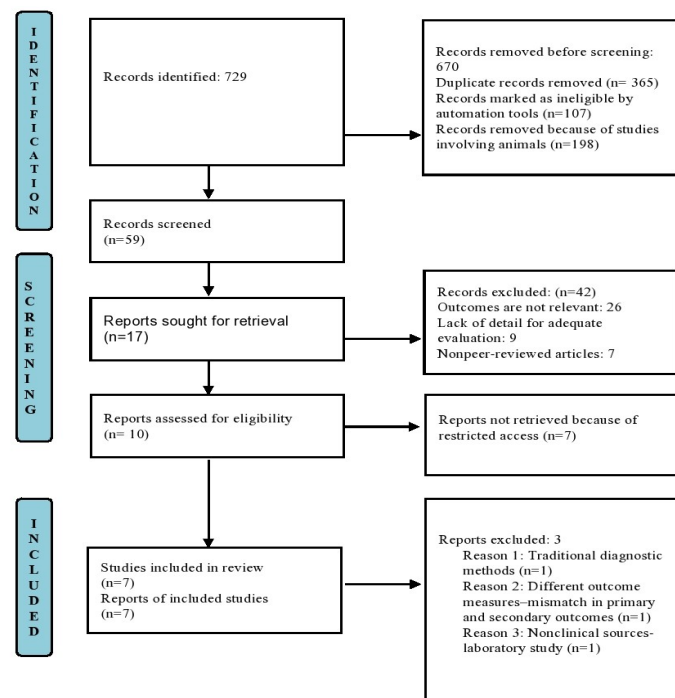 IDENTIFICATION
Records identified: 729
Records removed before screening:
670
Duplicate records removed (n= 365)
Records marked as ineligible by
automation tools (n=107)
Records removed because of studies
involving animals (n=198)
Records screened
(n=59)
SCREENING
Reports sought for retrieval
(n=17)
Records excluded: (n=42)
Outcomes are not relevant: 26
Lack of detail for adequate
evaluation: 9
Nonpeer-reviewed articles: 7
Reports assessed for eligibility
(n= 10)
Reports not retrieved because of
restricted access (n=7)
INCLUDED
Studies included in review
(n=7)
Reports of included studies
(n=7)
Reports excluded: 3
Reason 1: Traditional diagnostic
methods (n=1)
Reason 2: Different outcome
measures–mismatch in primary
and secondary outcomes (n=1)
Reason 3: Nonclinical sources-
laboratory study (n=1)